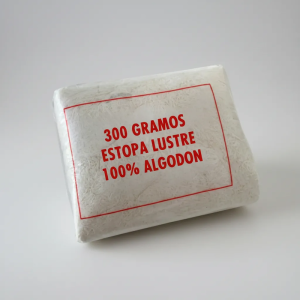 300 GRAMOS
ESTOPA LUSTRE
100% ALGODON